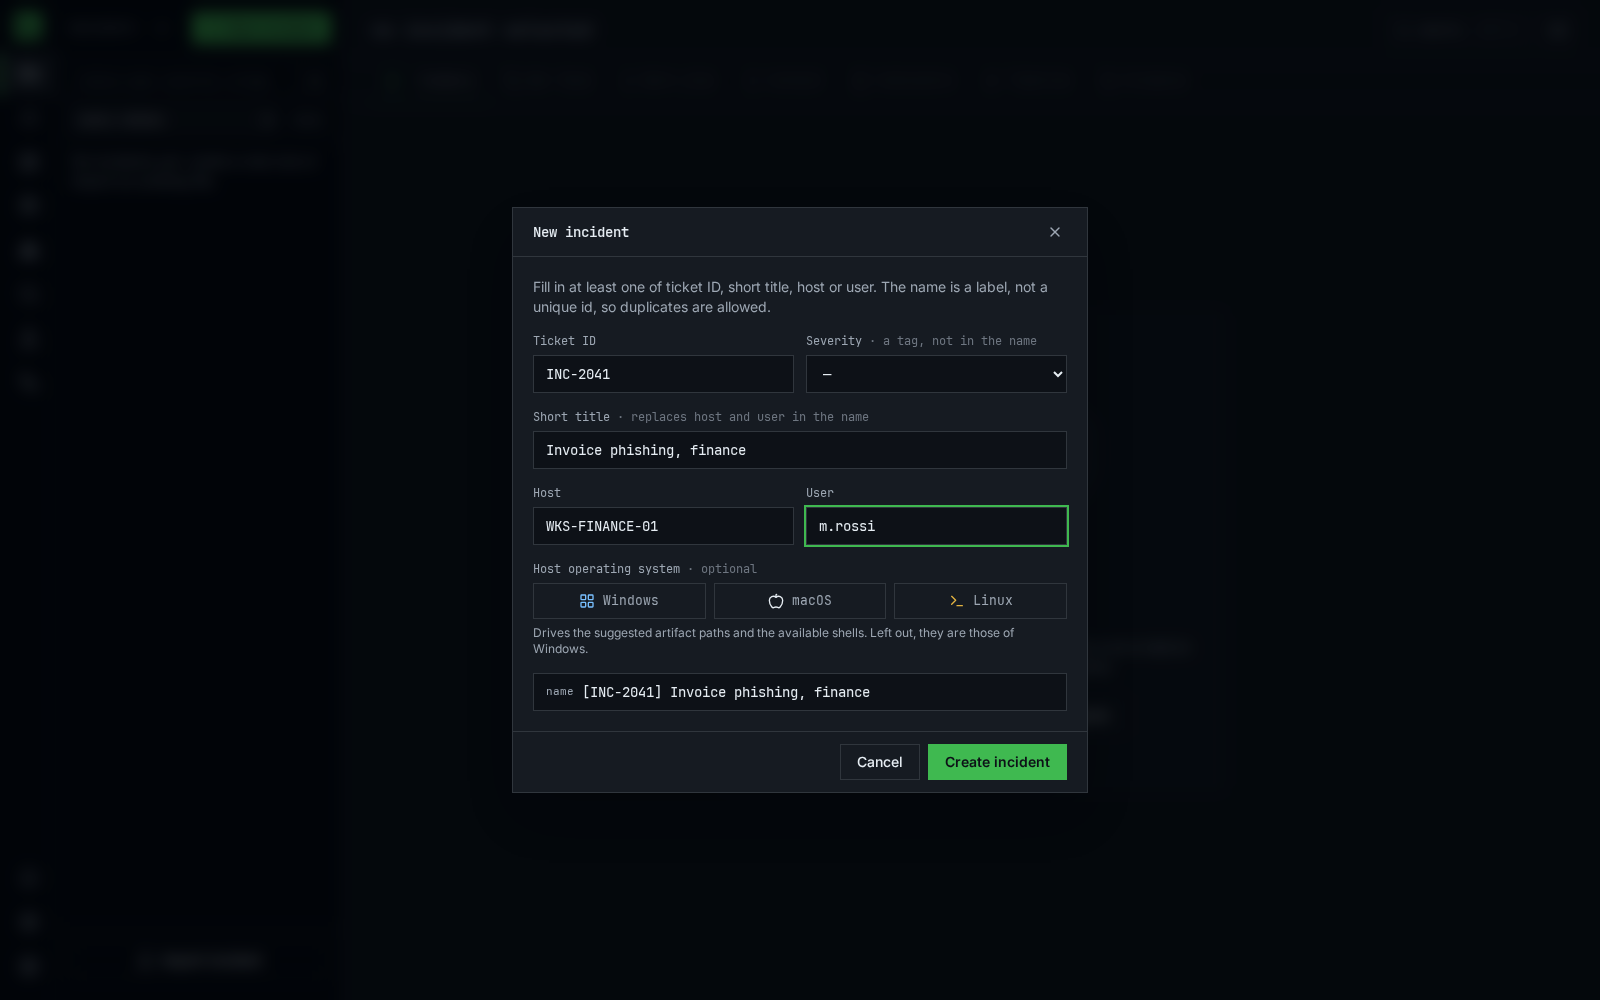 New incident
Fill in at least one of ticket ID, short title, host or user. The name is a label, not a
unique id, so duplicates are allowed.
Ticket ID
Severity · a tag, not in the name
INC-2041
—
Short title · replaces host and user in the name
Invoice phishing, finance
Host
User
WKS-FINANCE-01
m.rossi
Host operating system · optional
Windows
macOS
Linux
Drives the suggested artifact paths and the available shells. Left out, they are those of
Windows.
name [INC-2041] Invoice phishing, finance
Cancel
Create incident